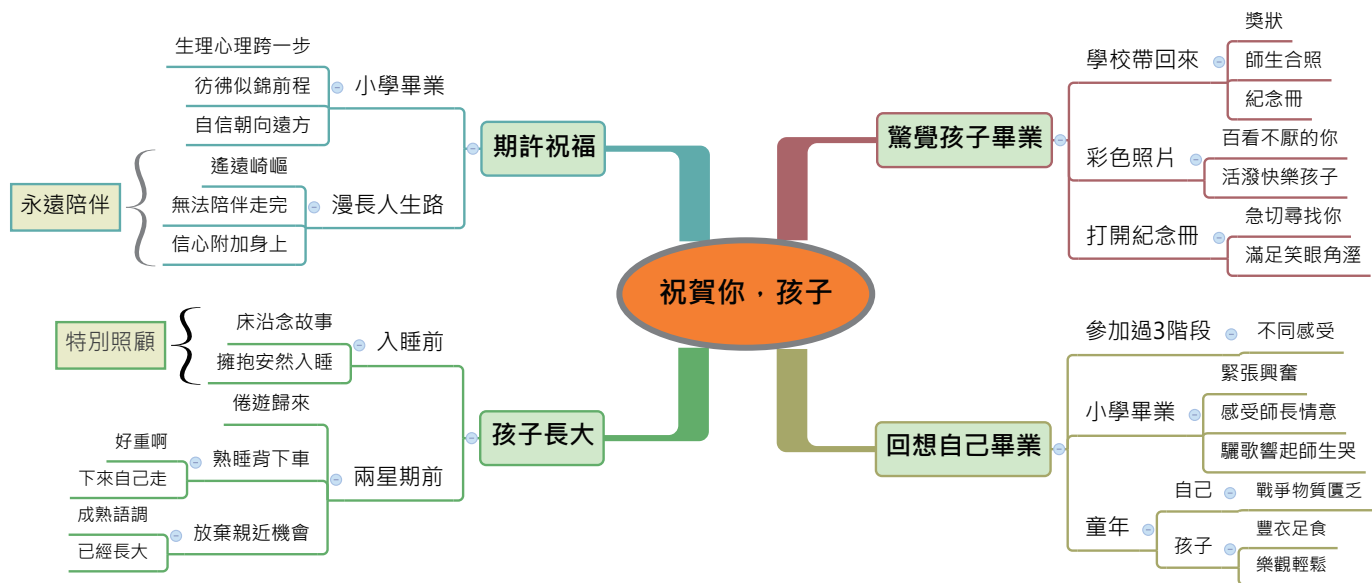 祝賀你，孩子
驚覺孩子畢業
學校帶回來
獎狀
師生合照
紀念冊
彩色照片
百看不厭的你
活潑快樂孩子
打開紀念冊
急切尋找你
滿足笑眼角溼
回想自己畢業
參加過3階段
不同感受
小學畢業
緊張興奮
感受師長情意
驪歌響起師生哭
童年
自己
戰爭物質匱乏
孩子
豐衣足食
樂觀輕鬆
孩子長大
入睡前
床沿念故事
擁抱安然入睡
特別照顧
兩星期前
倦遊歸來
熟睡背下車
好重啊
下來自己走
放棄親近機會
成熟語調
已經長大
期許祝福
小學畢業
生理心理跨一步
彷彿似錦前程
自信朝向遠方
漫長人生路
遙遠崎嶇
無法陪伴走完
信心附加身上
永遠陪伴